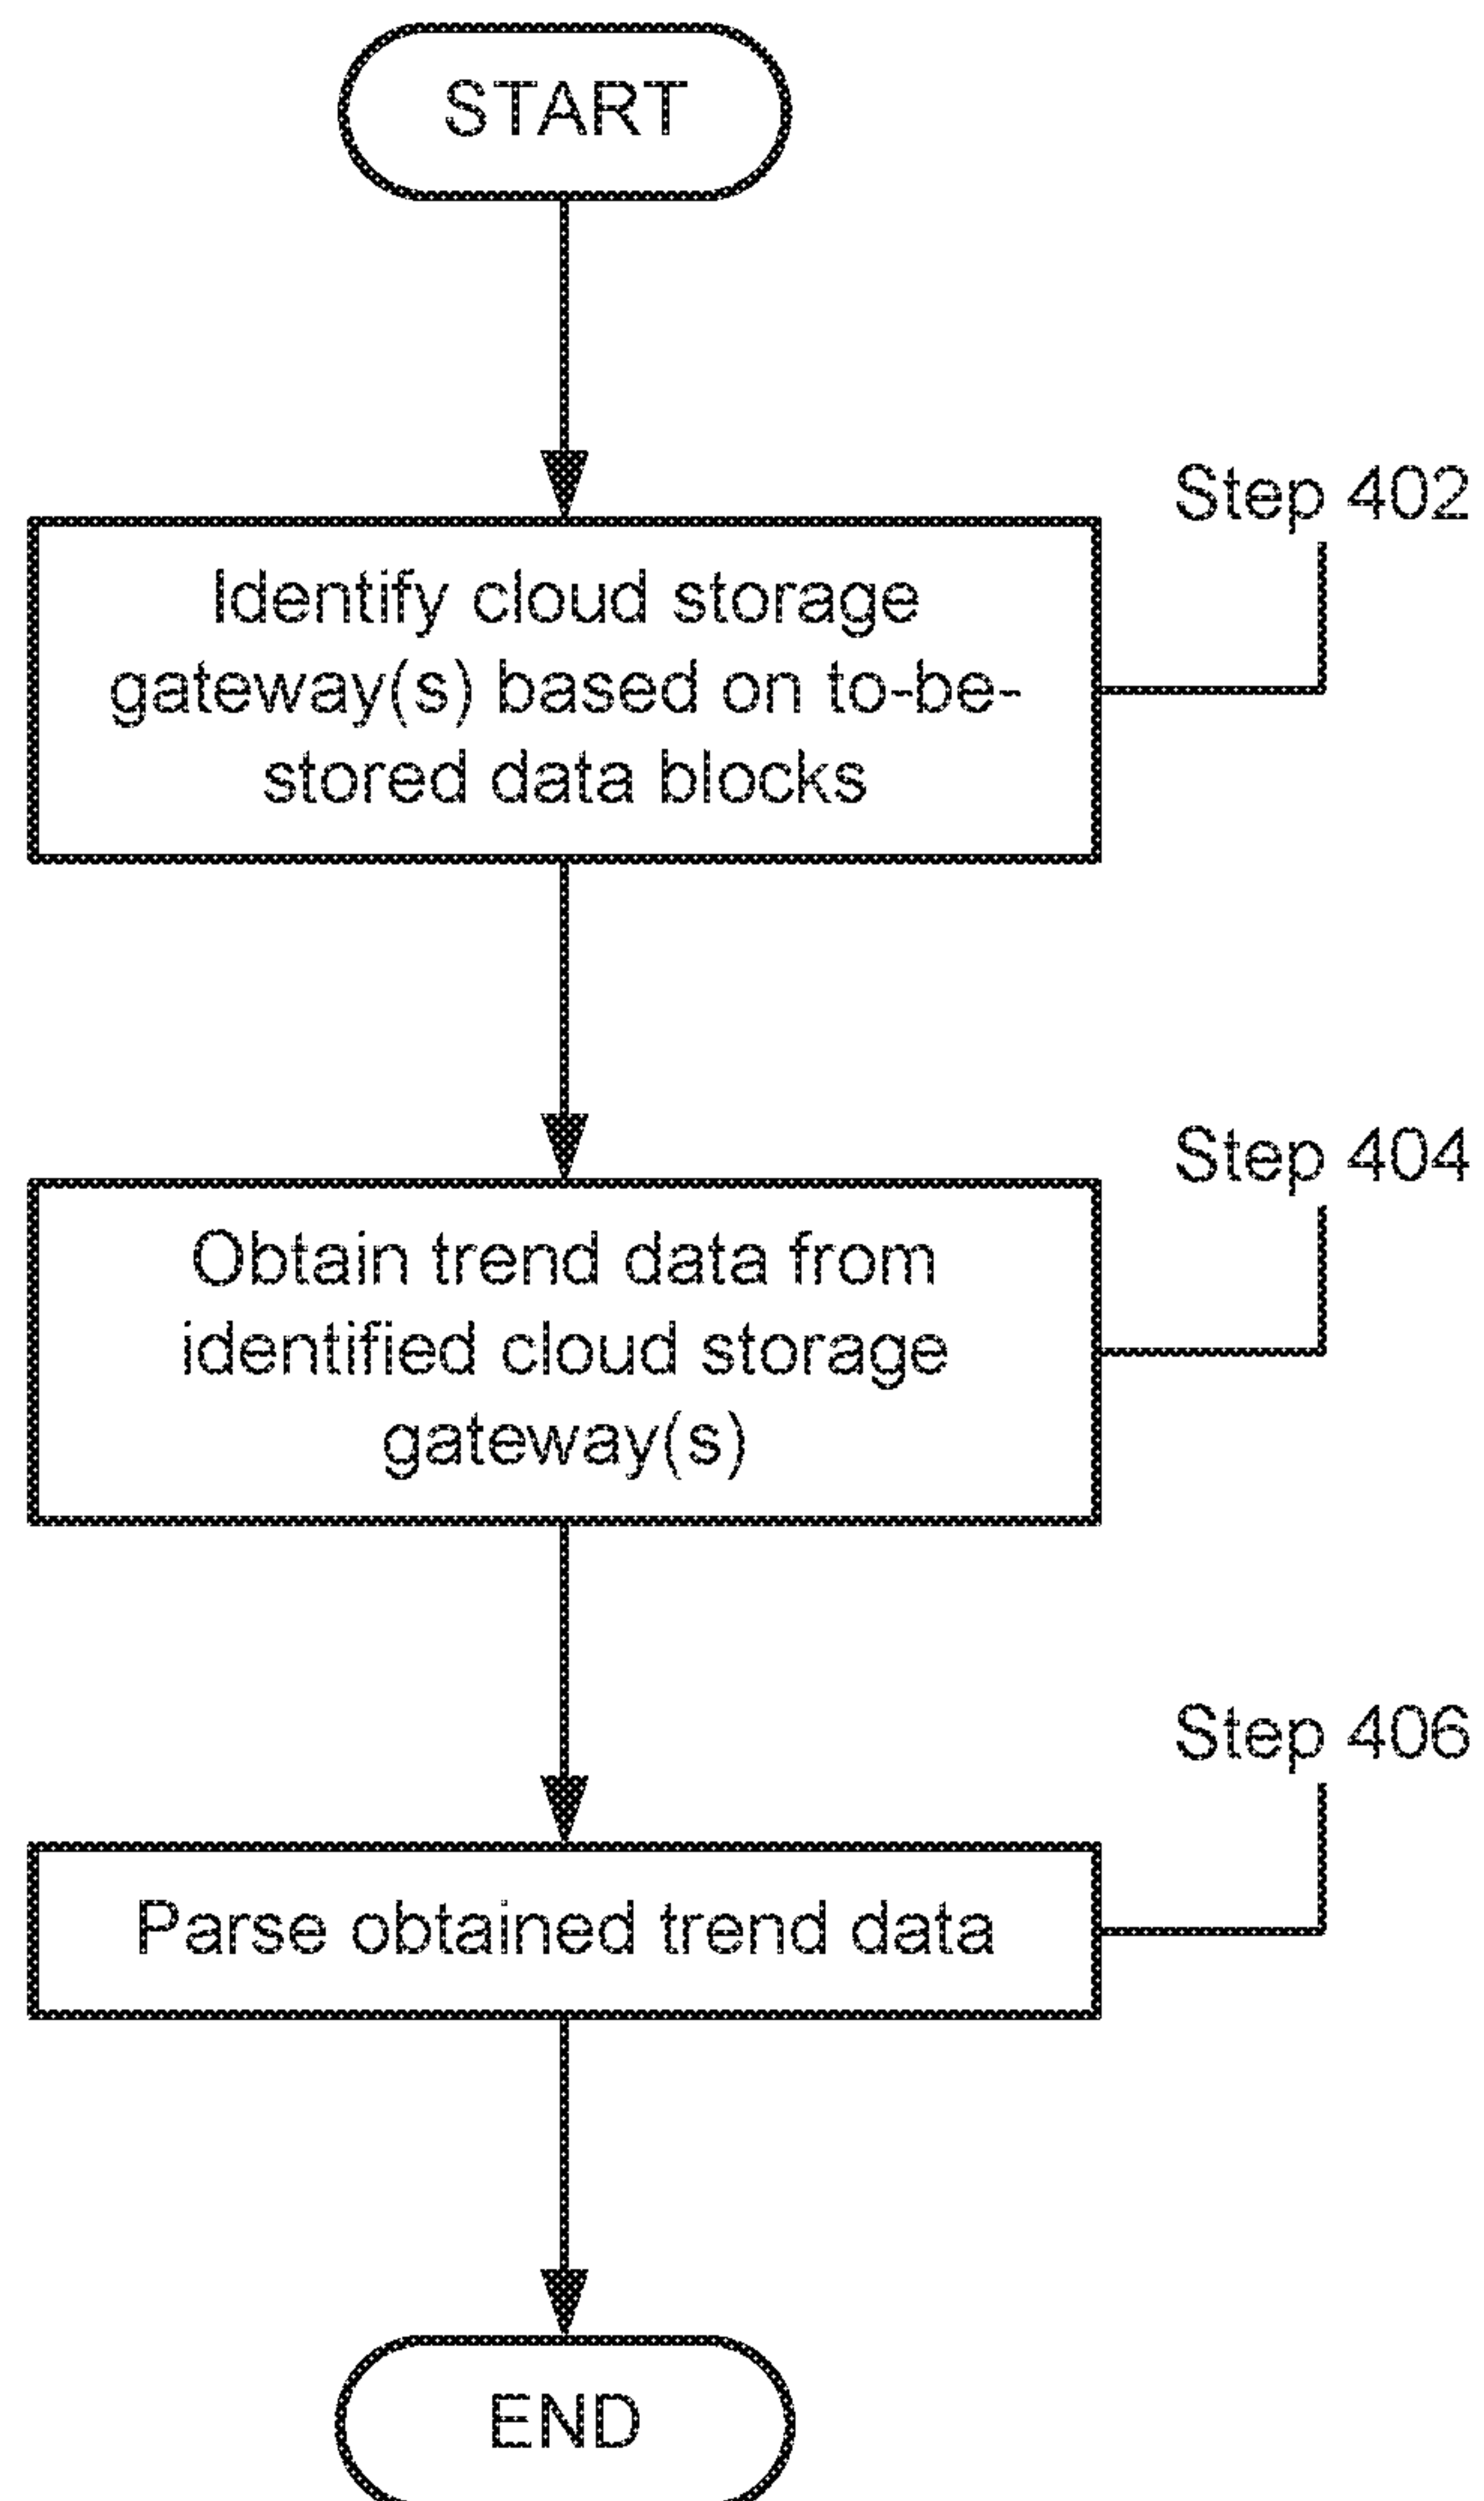 START
Step 402
Identify cloud storage
gateway(s) based on to-be-
stored data blocks
Step 404
Obtain trend data from
identified cloud storage
gateway(s)
Step 406
Parse obtained trend data
END